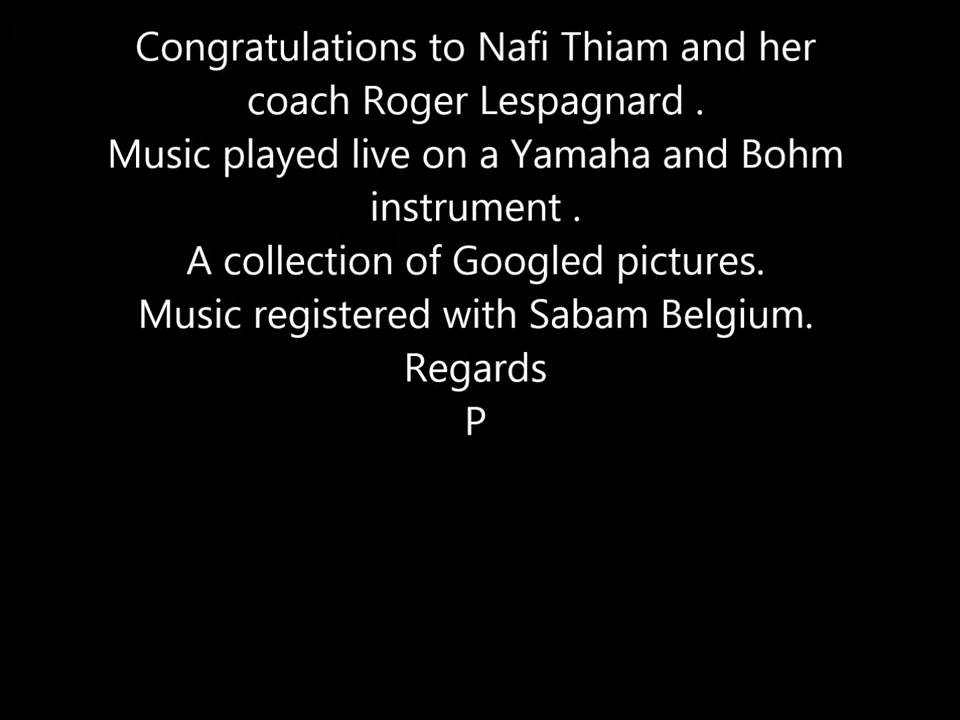 Congratulations to Nafi Thiam and her
coach Roger Lespagnard .
Music played live on a Yamaha and Bohm
instrument .
A collection of Googled pictures.
Music registered with Sabam Belgium.
Regards
P